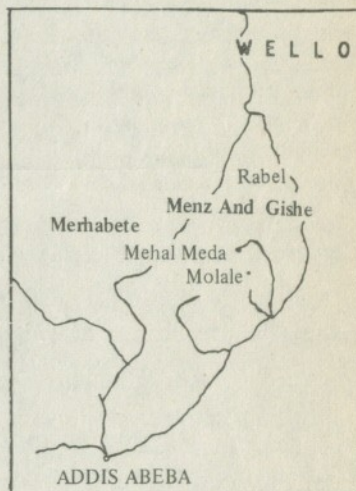 WELLO
Rabel
Menz And Gishe
Merhabete
Mehal Meda
Molale
ADDIS ABEBA